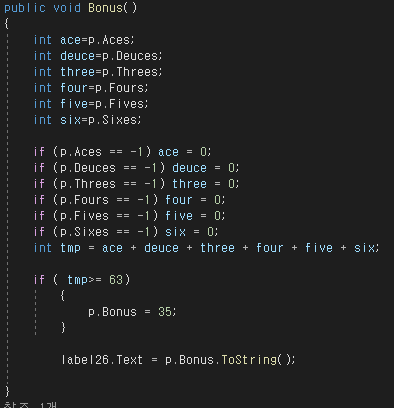 public void Bonus()
{
int ace=p.Aces;
int deuce=p.Deuces;
int three=p.Threes;
int four=p.Fours;
int five=p.Fives;
int six=p.Sixes;
if (p.Aces == -1) ace = 0;
if (p.Deuces == -1) deuce = 0;
if (p.Threes == -1) three = 0;
if (p.Fours == -1) four = 0;
if (p.Fives == -1) five = 0;
if (p.Sixes == -1) six = 0;
int tmp = ace + deuce + three + four + five + six;
if ( tmp>= 63)
{
p.Bonus = 35;
}
label26.Text = p.Bonus.ToString();
}
참조 1개